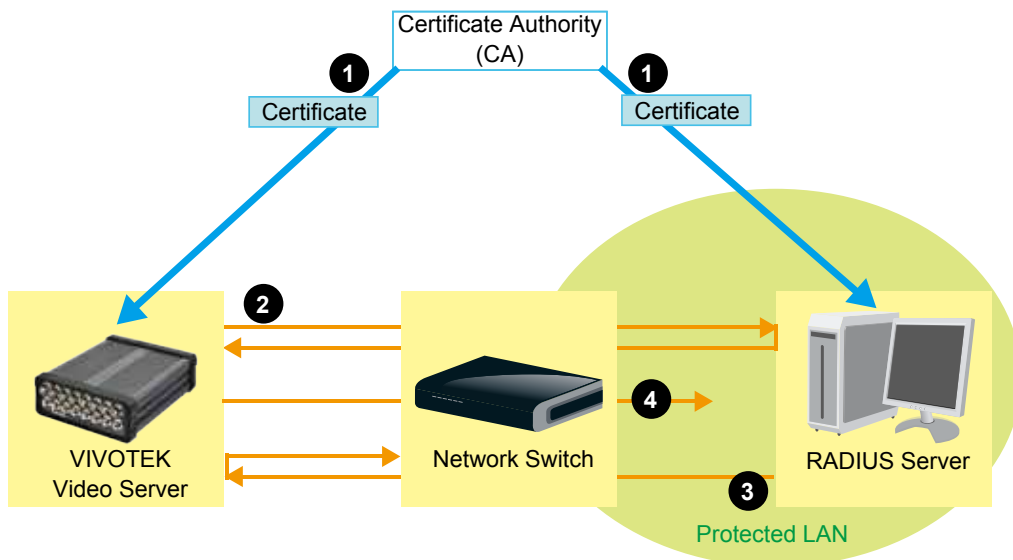 Certificate Authority
(CA)
1
1
Certificate
Certificate
2
4
VIVOTEK
Video Server
Network Switch
RADIUS Server
3
Protected LAN